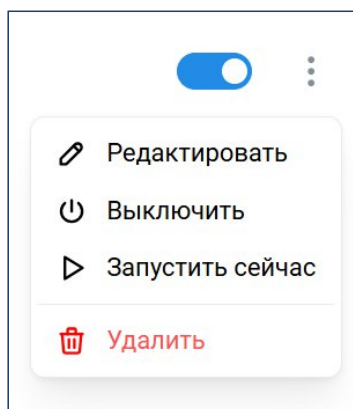 Редактировать
Выключить
Запустить сейчас
Удалить